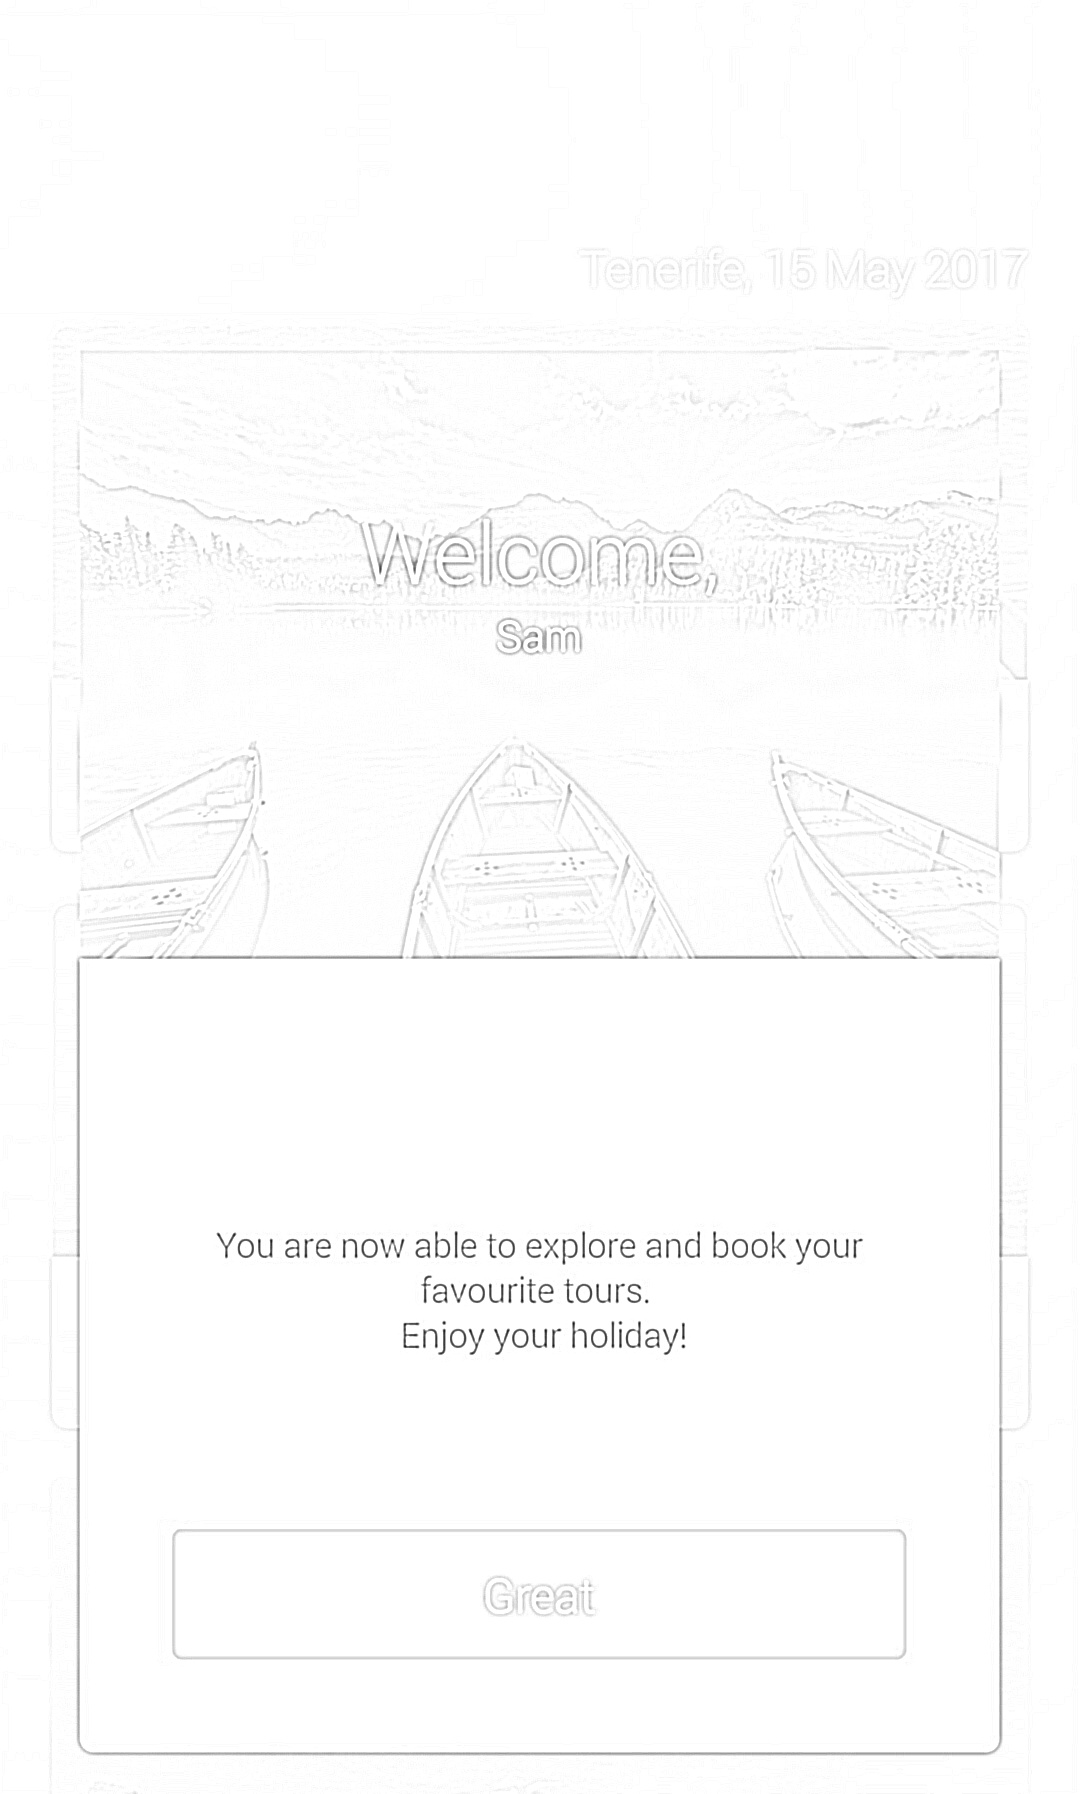 Tenerife, 15 May 2017
Welcome,
Sam
You are now able to explore and book your
favourite tours.
Enjoy your holiday!
Great